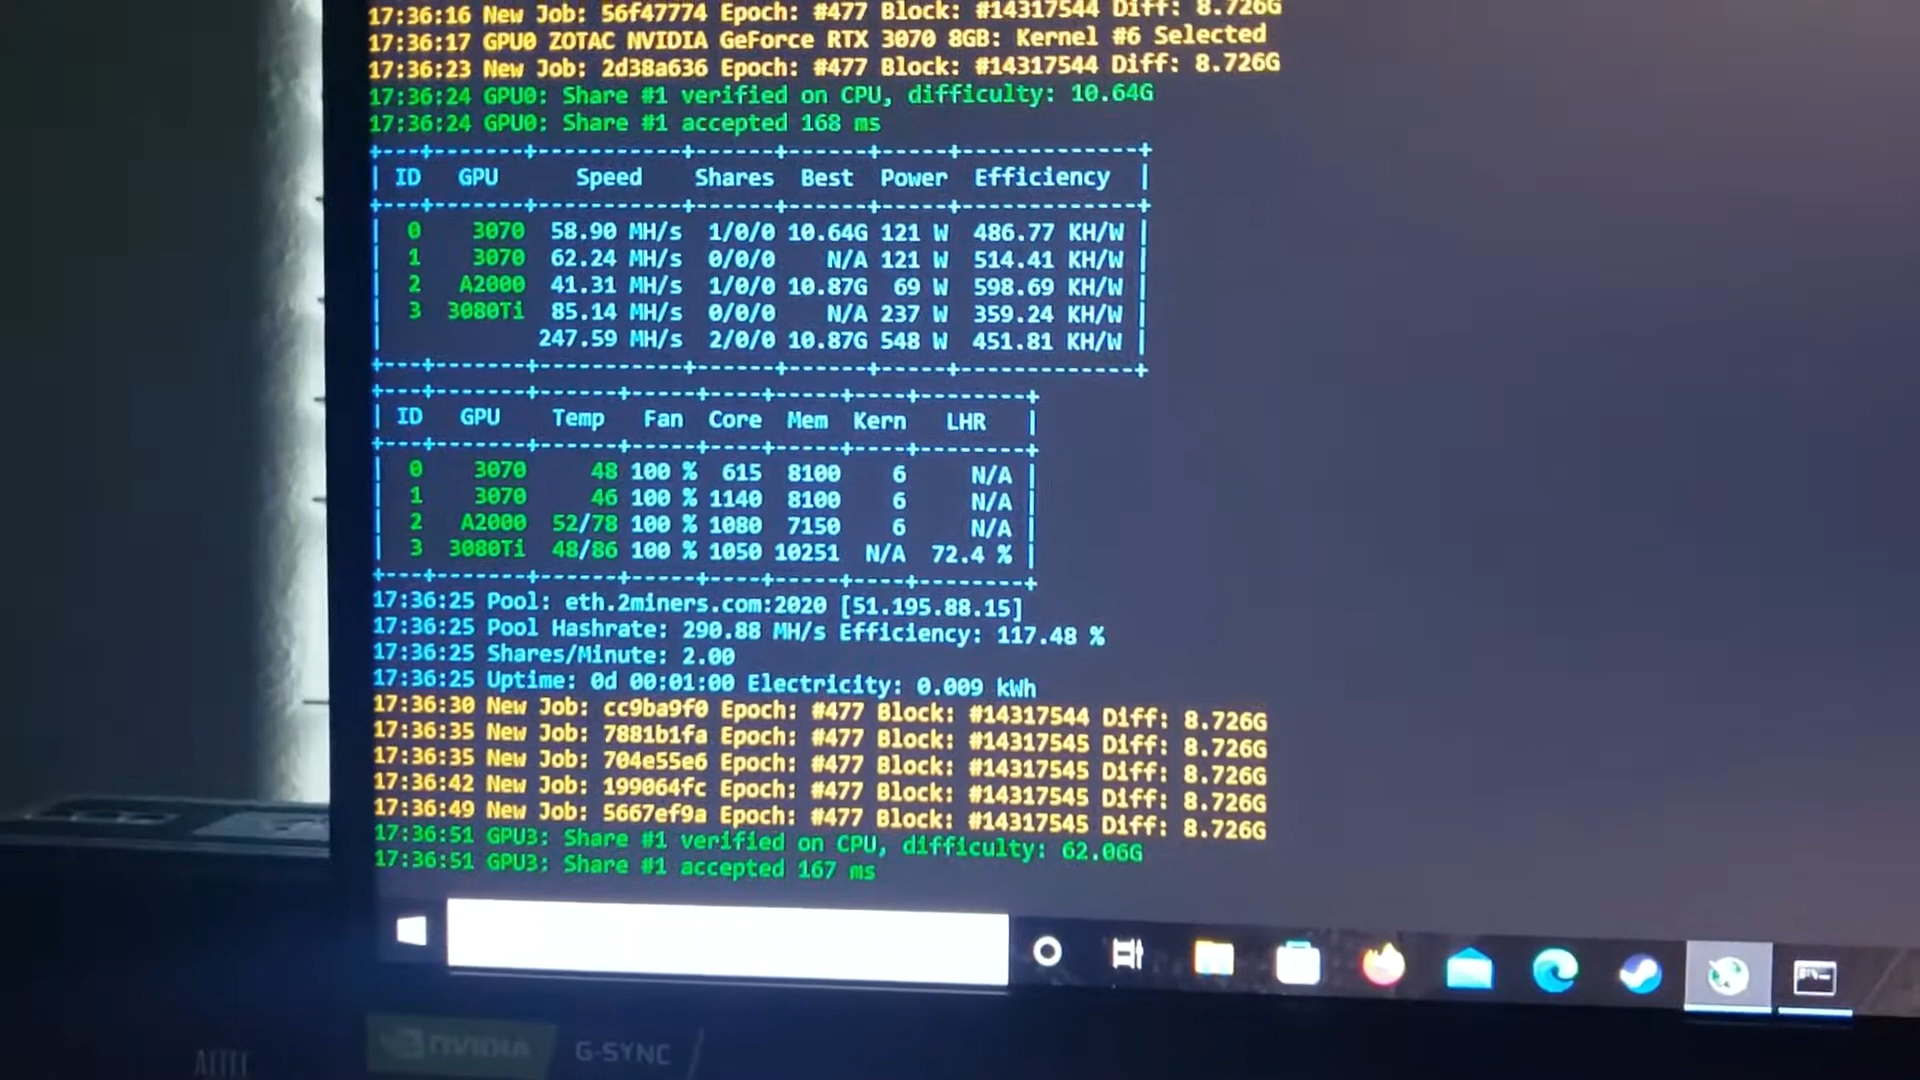 17:36:16 New Job: 56f47774 Epoch: #477 Block: #14317544 Diff: 8.726G
17:36:17 GPU0 ZOTAC NVIDIA GeForce RTX 3070 8GB: Kernel #6 Selected
17:36:23 New Job: 2d38a636 Epoch: #477 Block: #14317544 Diff: 8.726G
17:36:24 GPU0: Share #1 verified on CPU, difficulty: 10.64G
17:36:24 GPU0: Share #1 accepted 168 ms
ID GPU Speed Shares Best Power Efficiency
0 3070 58.90 MH/s 1/0/0 10.64G 121 W 486.77 KH/W
1 3070 62.24 MH/s 0/0/0 N/A 121 W 514.41 KH/W
2 A2000 41.31 MH/s 1/0/0 10.87G 69 W 598.69 KH/W
3 3080Ti 85.14 MH/s 0/0/0 N/A 237 W 359.24 KH/W
247.59 MH/s 2/0/0 10.87G 548 W 451.81 KH/W
ID GPU Temp Fan Core Mem Kern LHR
0 3070 48 100 % 615 8100 6 N/A
1 3070 46 100 % 1140 8100 6 N/A
2 A2000 52/78 100 % 1080 7150 6 N/A
3 3080Ti 48/86 100 % 1050 10251 N/A 72.4 %
17:36:25 Pool: eth.2miners.com:2020 [51.195.88.15]
17:36:25 Pool Hashrate: 290.88 MH/s Efficiency: 117.48 %
17:36:25 Shares/Minute: 2.00
17:36:25 Uptime: 0d 00:01:00 Electricity: 0.009 kWh
17:36:30 New Job: cc9ba9f0 Epoch: #477 Block: #14317544 Diff: 8.726G
17:36:35 New Job: 7881b1fa Epoch: #477 Block: #14317545 Diff: 8.726G
17:36:35 New Job: 704e55e6 Epoch: #477 Block: #14317545 Diff: 8.726G
17:36:42 New Job: 199064fc Epoch: #477 Block: #14317545 Diff: 8.726G
17:36:49 New Job: 5667ef9a Epoch: #477 Block: #14317545 Diff: 8.726G
17:36:51 GPU3: Share #1 verified on CPU, difficulty: 62.06G
17:36:51 GPU3: Share #1 accepted 167 ms
NVIDIA G-SYNC